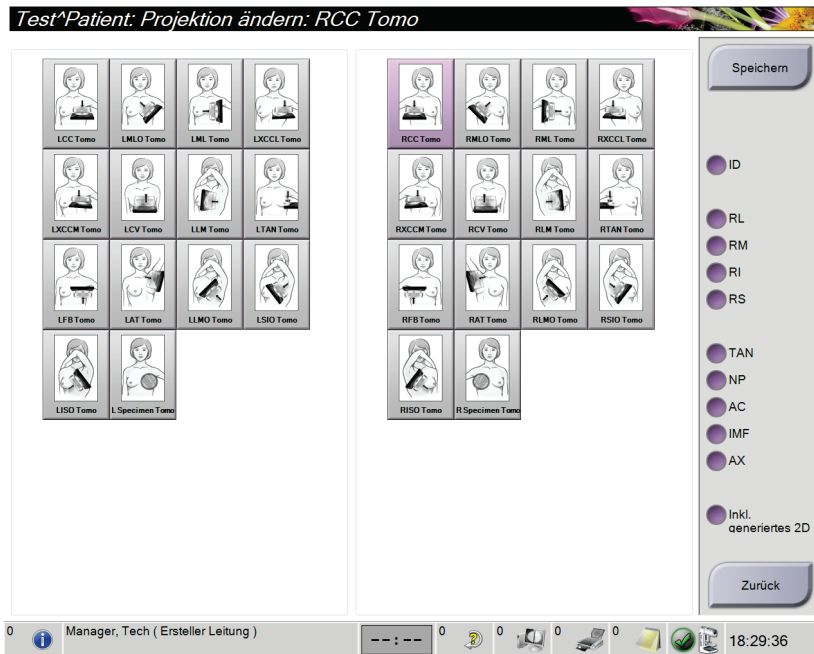 Test^Patient: Projektion ändern: RCC Tomo
LCC Tomo LMLO Tomo LML Tomo LXCCL Tomo
LXCCM Tomo LCV Tomo LLM Tomo LTAN Tomo
LFB Tomo LAT Tomo LLMO Tomo LSIO Tomo
LISO Tomo L Specimen Tomo
RCC Tomo RMLO Tomo RML Tomo RXCCL Tomo
RXCCM Tomo RCV Tomo RLM Tomo RTAN Tomo
RFB Tomo RAT Tomo RLMO Tomo RSIO Tomo
RISO Tomo R Specimen Tomo
Speichern
ID
RL
RM
RI
RS
TAN
NP
AC
IMF
AX
Inkl.
generiertes 2D
Zurück
0 Manager, Tech ( Ersteller Leitung ) --:-- 0 0 0 0 18:29:36